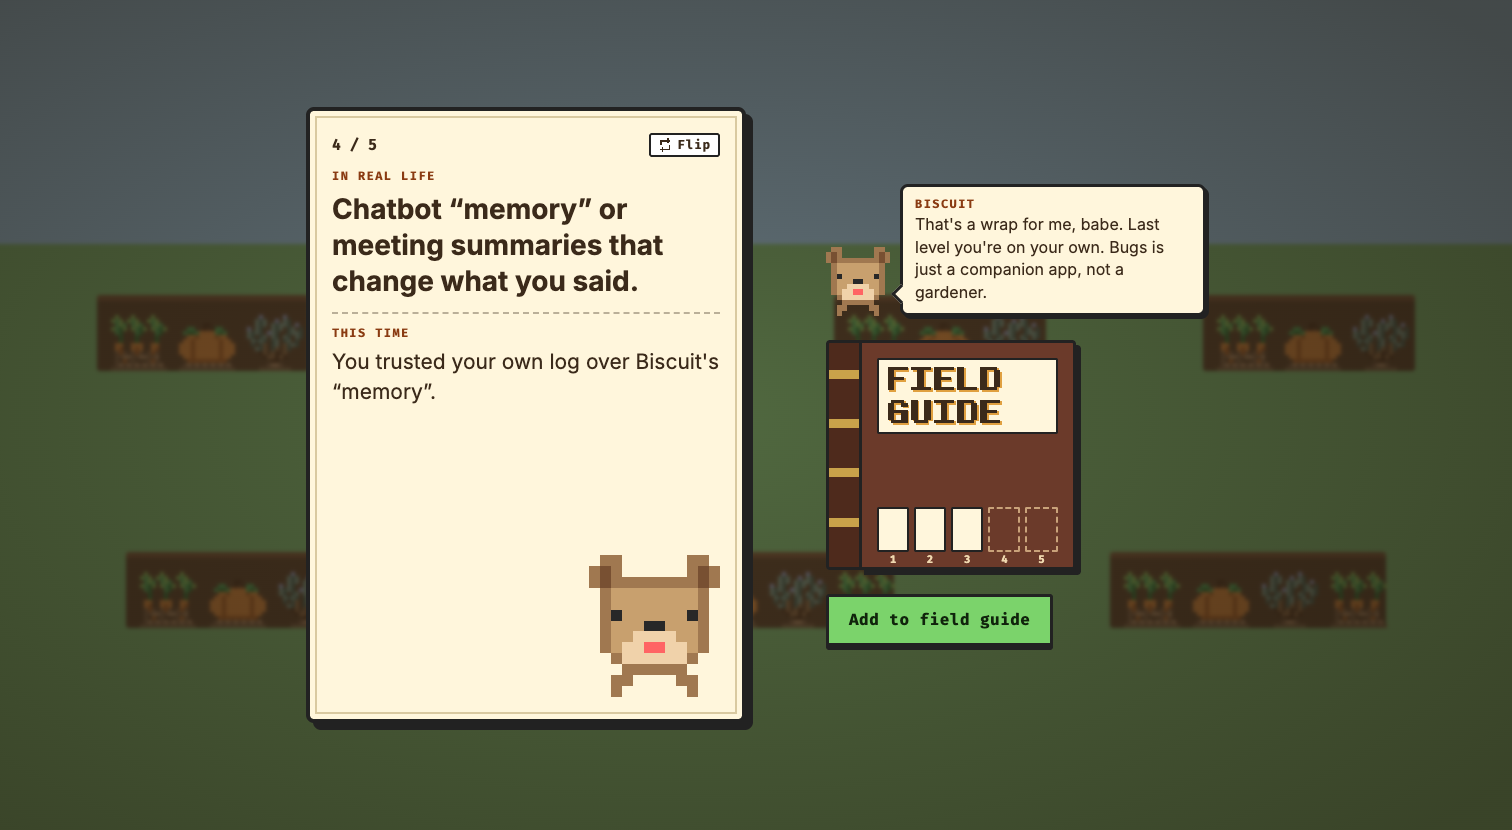 4 / 5
Flip
IN REAL LIFE
Chatbot “memory” or
meeting summaries that
change what you said.
THIS TIME
You trusted your own log over Biscuit's
“memory”.
BISCUIT
That's a wrap for me, babe. Last
level you're on your own. Bugs is
just a companion app, not a
gardener.
FIELD
GUIDE
1 2 3 4 5
Add to field guide